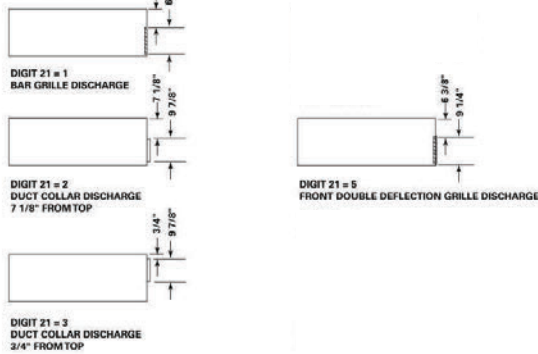 DIGIT 21 = 1
BAR GRILLE DISCHARGE
7 1/8"
9 7/8"
DIGIT 21 = 2
DUCT COLLAR DISCHARGE
7 1/8" FROM TOP
3/4"
9 7/8"
DIGIT 21 = 3
DUCT COLLAR DISCHARGE
3/4" FROM TOP
6 3/8"
9 1/4"
DIGIT 21 = 5
FRONT DOUBLE DEFLECTION GRILLE DISCHARGE